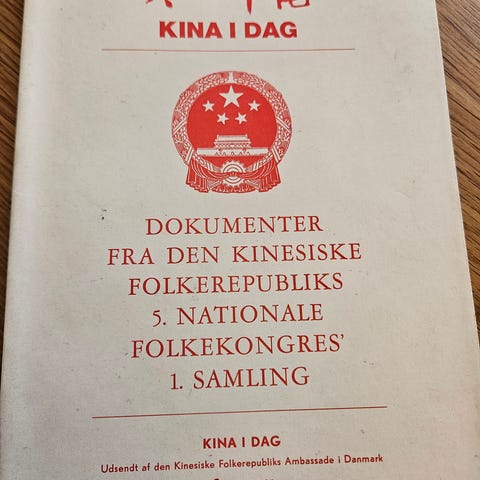 KINA I DAG
DOKUMENTER
FRA DEN KINESISKE
FOLKEREPUBLIKS
5. NATIONALE
FOLKEKONGRES'
1. SAMLING
KINA I DAG
Udsendt af den Kinesiske Folkerepubliks Ambassade i Danmark